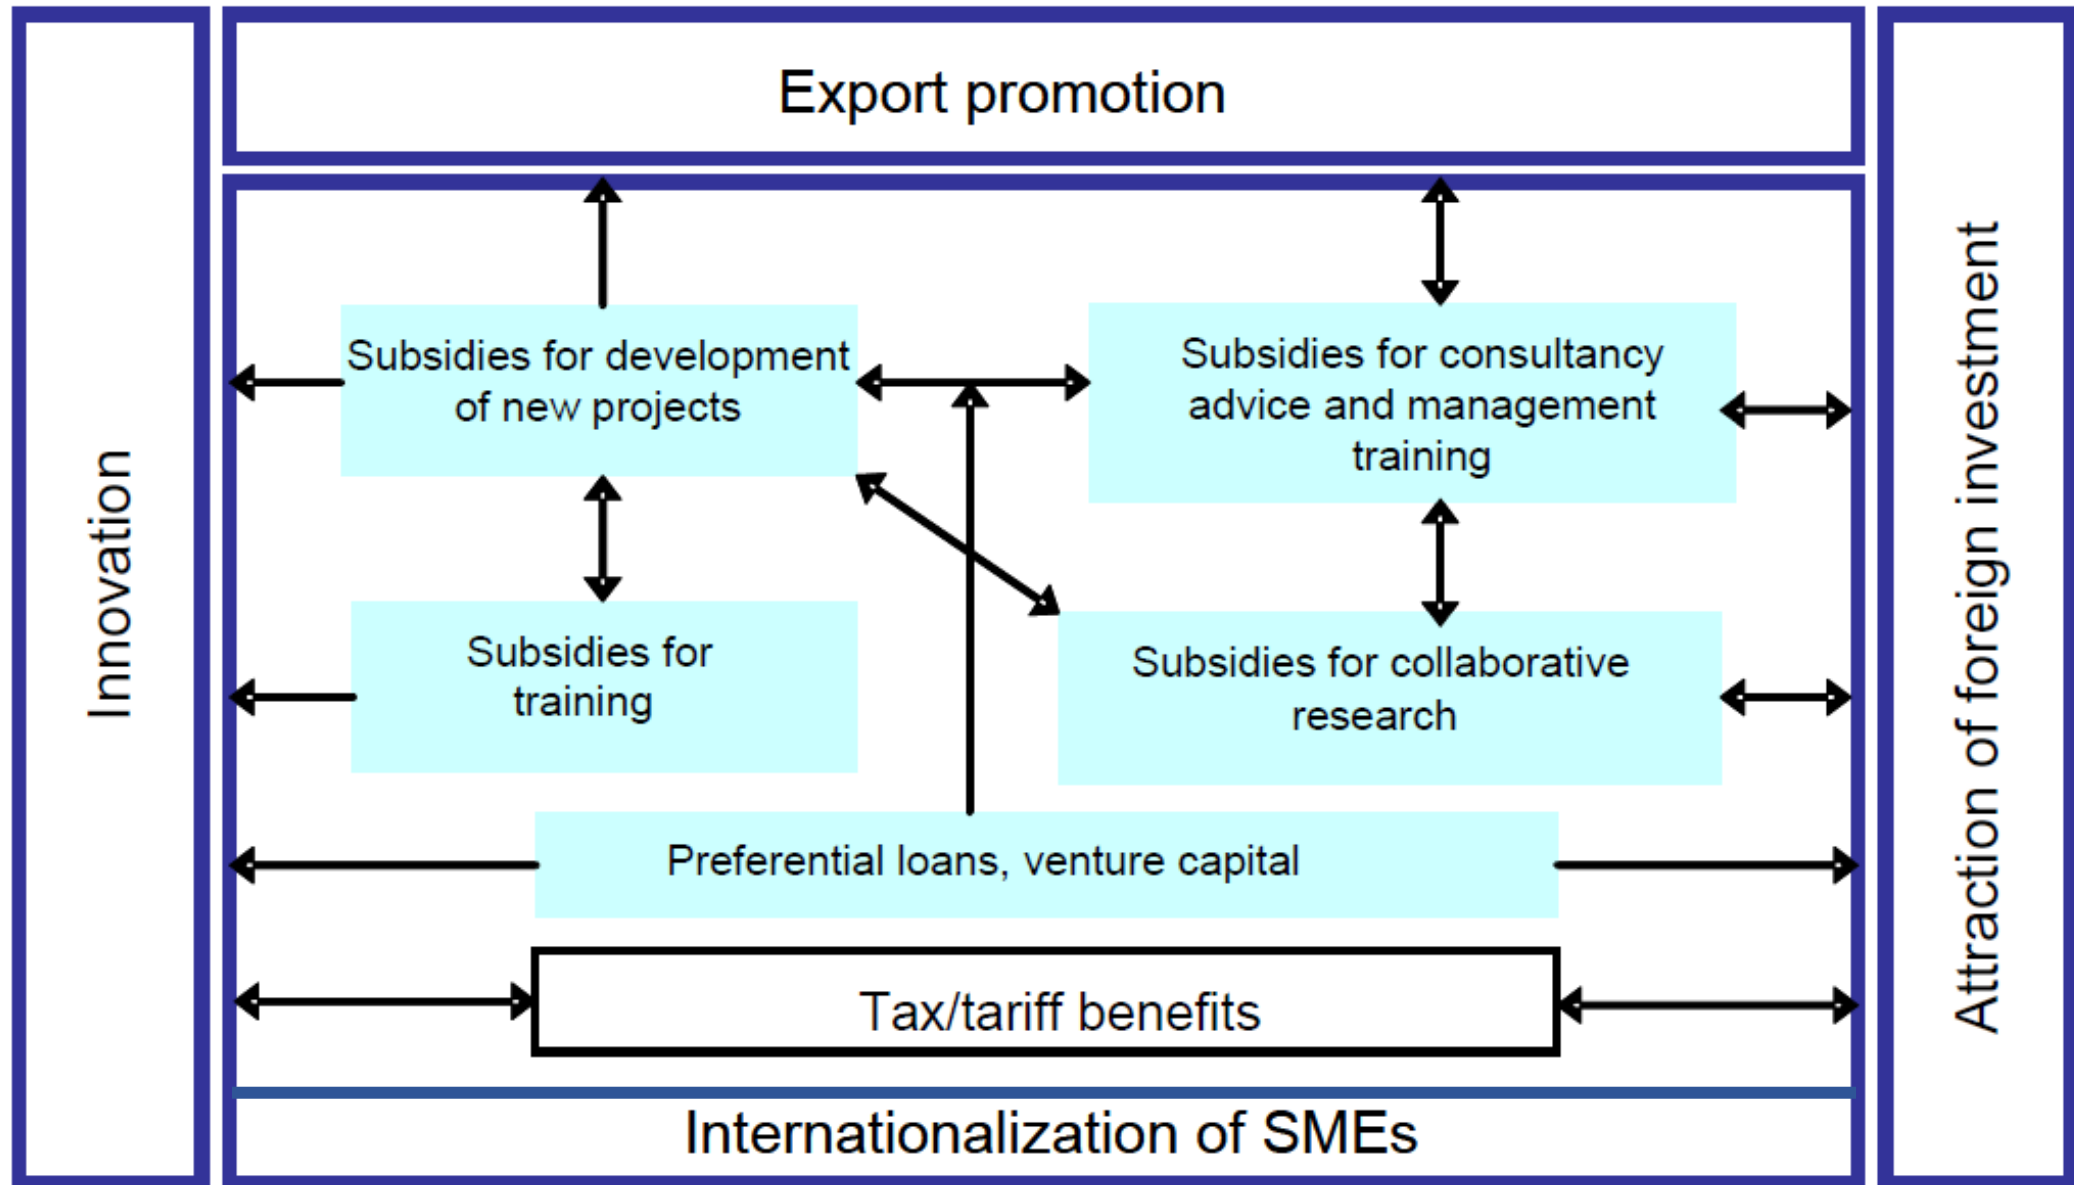 Export promotion
Innovation
Subsidies for development
of new projects
Subsidies for consultancy
advice and management
training
Subsidies for
training
Subsidies for collaborative
research
Preferential loans, venture capital
Tax/tariff benefits
Internationalization of SMEs
Attraction of foreign investment